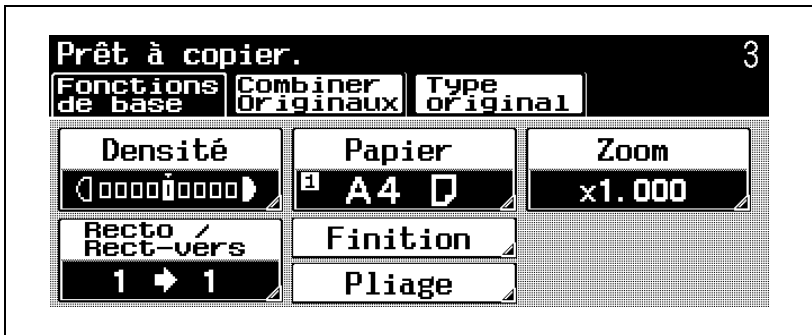 Prêt à copier. 3
Fonctions de base
Combiner Originaux
Type original
Densité
Papier
Zoom
1 A4
x1.000
Recto / Rect-vers
1 ➔ 1
Finition
Pliage